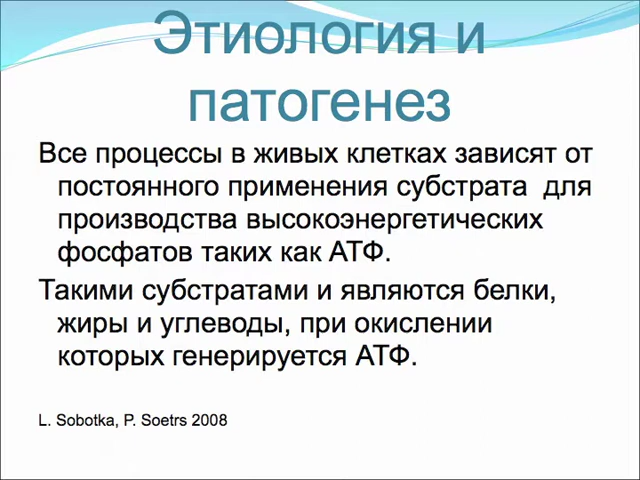 Этиология и
патогенез
Все процессы в живых клетках зависят от
постоянного применения субстрата для
производства высокоэнергетических
фосфатов таких как АТФ.
Такими субстратами и являются белки,
жиры и углеводы, при окислении
которых генерируется АТФ.
L. Sobotka, P. Soetrs 2008